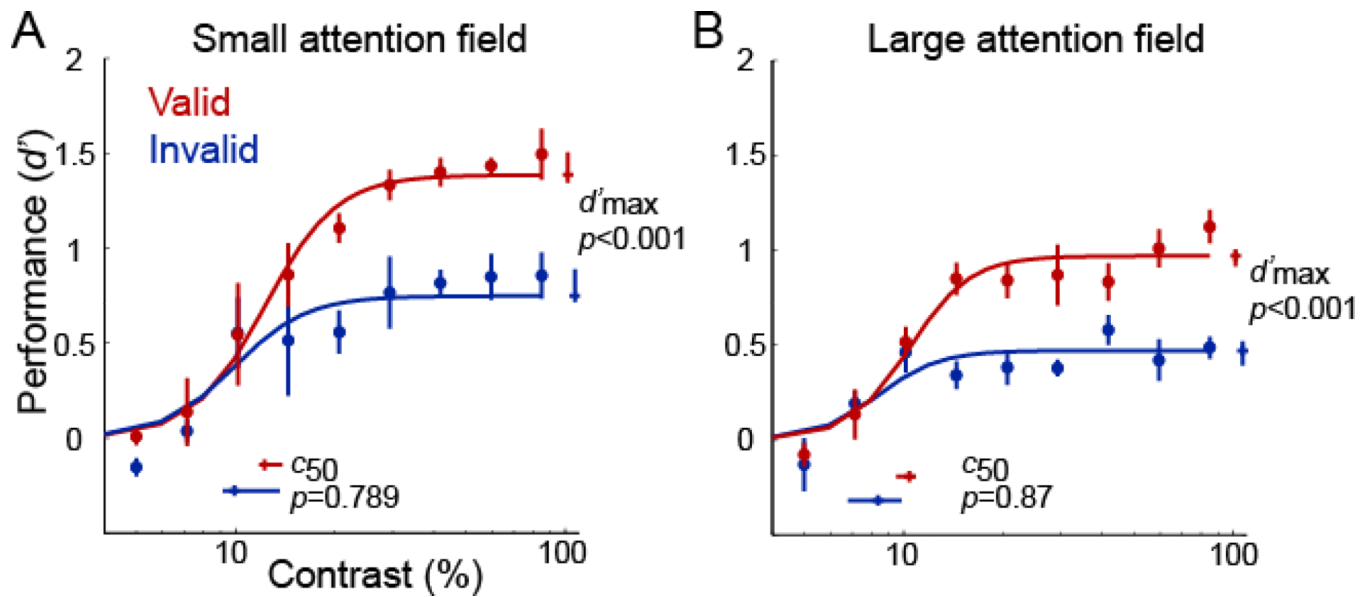 A
Small attention field
2
Valid
Invalid
1.5
1
0.5
0
Performance (d')
d'max
p<0.001
c50
p=0.789
10
100
Contrast (%)
B
Large attention field
2
1.5
1
0.5
0
d'max
p<0.001
c50
p=0.87
10
100